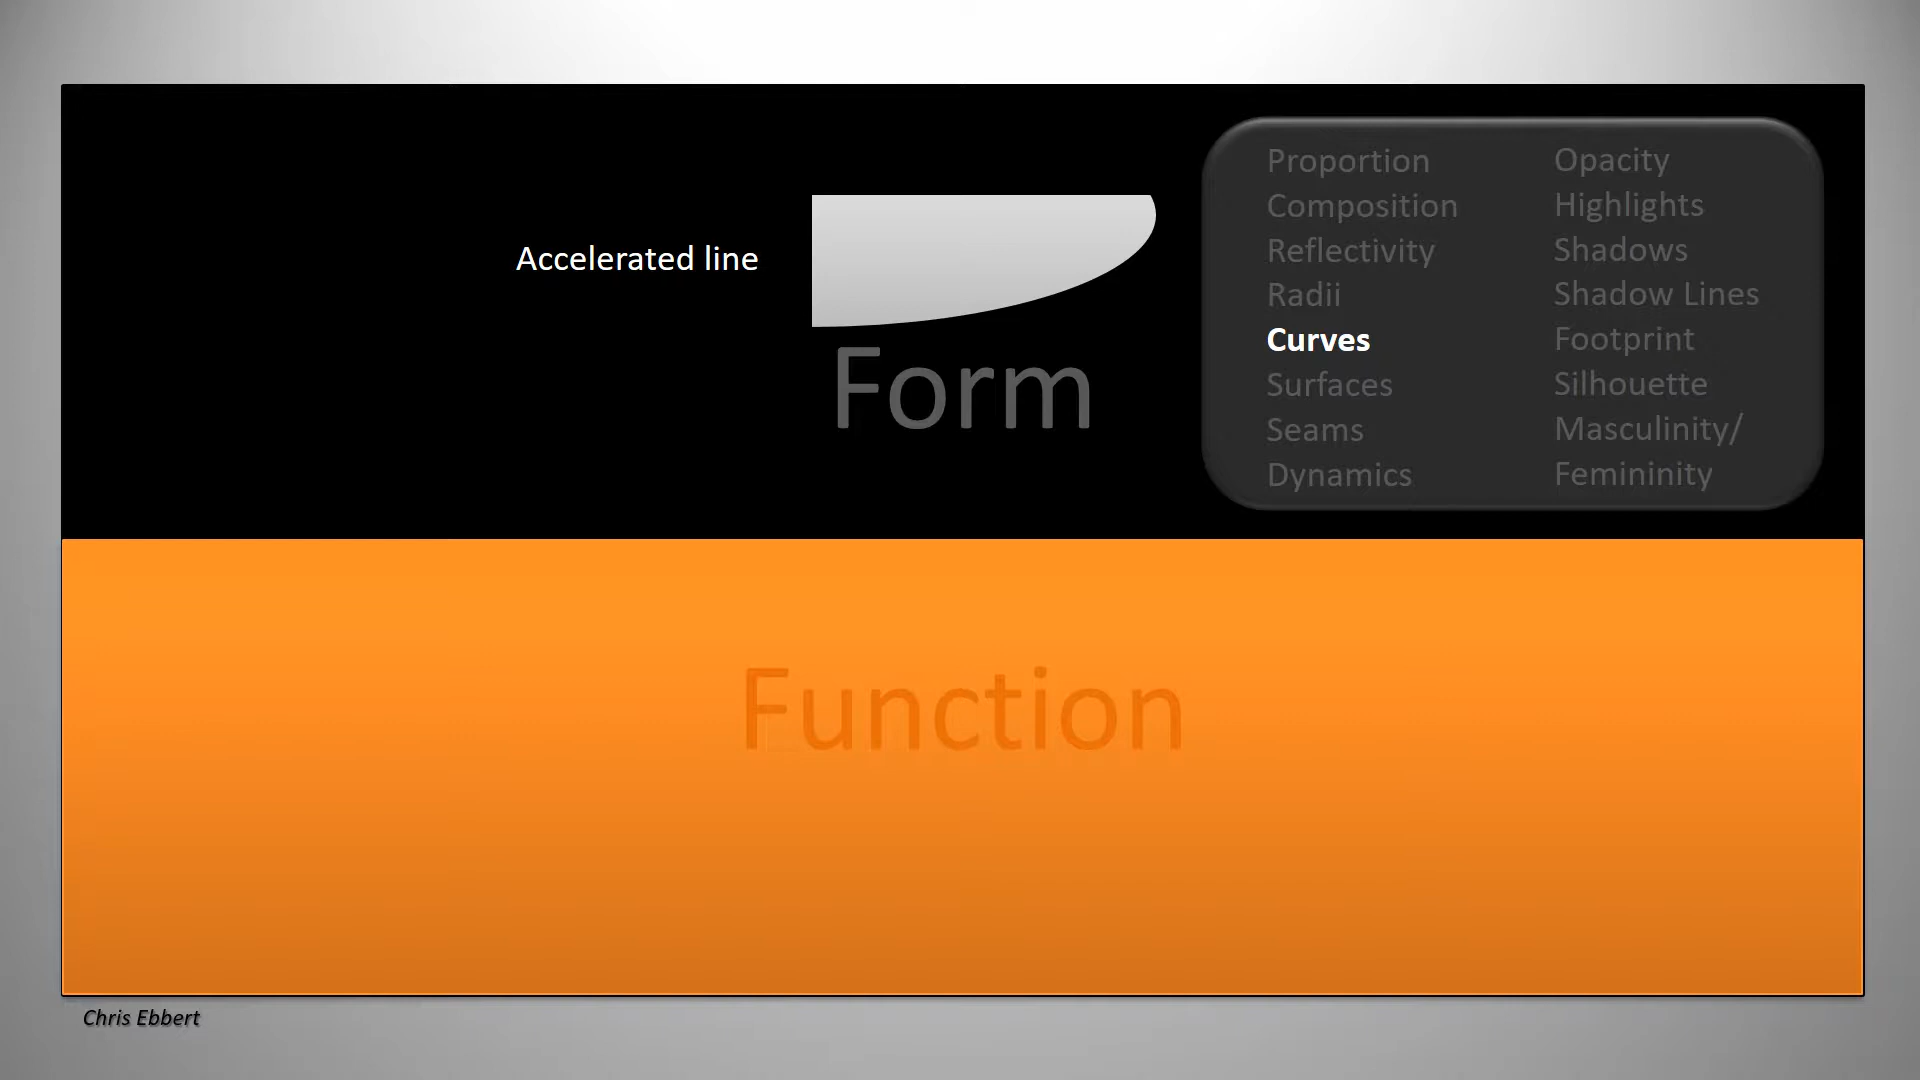 Accelerated line
Form
Proportion
Composition
Reflectivity
Radii
Curves
Surfaces
Seams
Dynamics
Opacity
Highlights
Shadows
Shadow Lines
Footprint
Silhouette
Masculinity/
Femininity
Function
Chris Ebbert